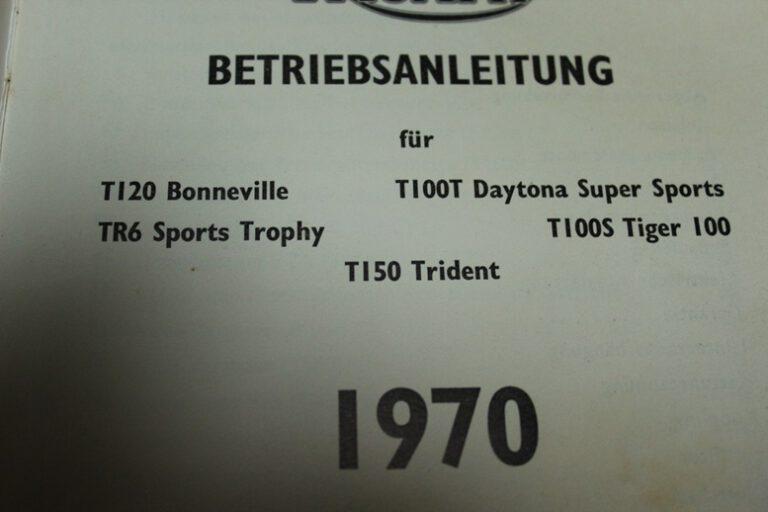 BETRIEBSANLEITUNG
für
T120 Bonneville T100T Daytona Super Sports
TR6 Sports Trophy T100S Tiger 100
T150 Trident
1970